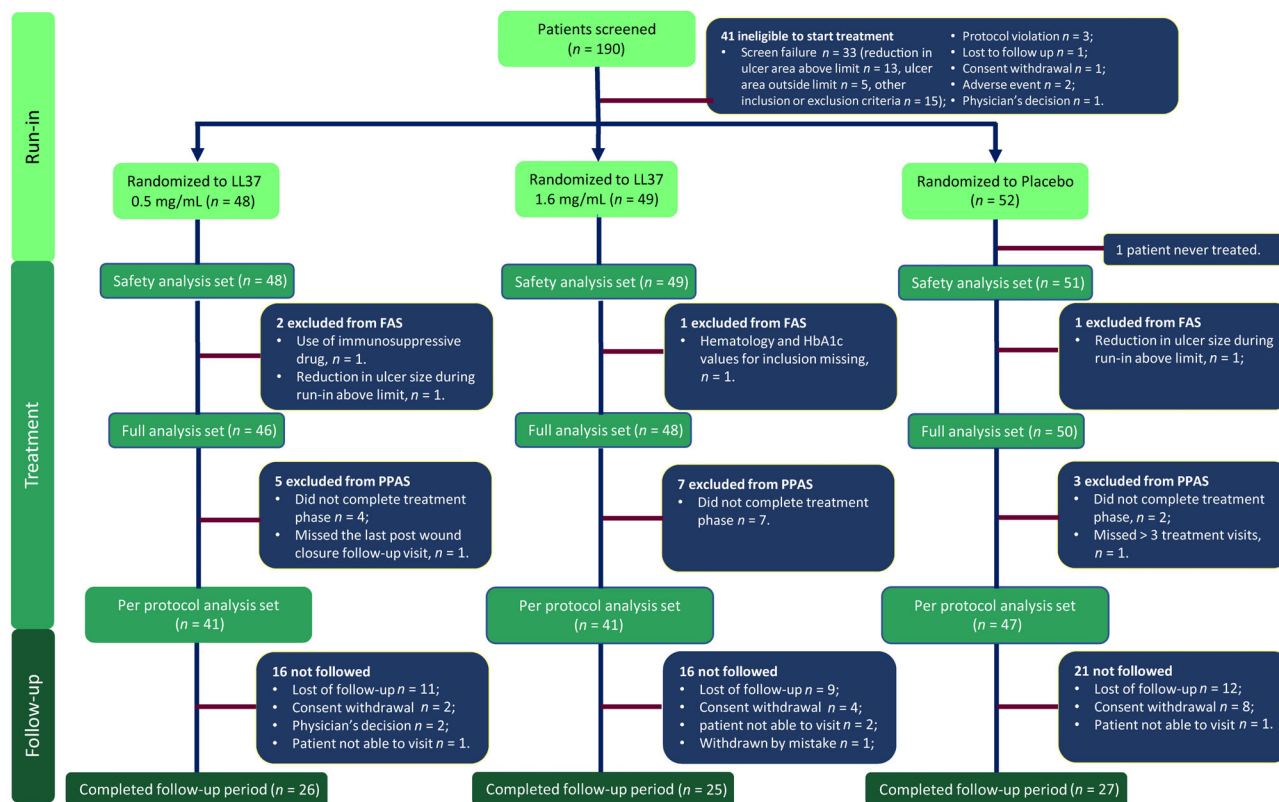 Run-in
Patients screened
(n = 190)
41 ineligible to start treatment
• Screen failure n = 33 (reduction in
ulcer area above limit n = 13, ulcer
area outside limit n = 5, other
inclusion or exclusion criteria n = 15);
• Protocol violation n = 3;
• Lost to follow up n = 1;
• Consent withdrawal n = 1;
• Adverse event n = 2;
• Physician's decision n = 1.
Randomized to LL37
0.5 mg/mL (n = 48)
Randomized to LL37
1.6 mg/mL (n = 49)
Randomized to Placebo
(n = 52)
1 patient never treated.
Treatment
Safety analysis set (n = 48)
Safety analysis set (n = 49)
Safety analysis set (n = 51)
2 excluded from FAS
• Use of immunosuppressive
drug, n = 1.
• Reduction in ulcer size during
run-in above limit, n = 1.
1 excluded from FAS
• Hematology and HbA1c
values for inclusion missing,
n = 1.
1 excluded from FAS
• Reduction in ulcer size during
run-in above limit, n = 1;
Full analysis set (n = 46)
Full analysis set (n = 48)
Full analysis set (n = 50)
5 excluded from PPAS
• Did not complete treatment
phase n = 4;
• Missed the last post wound
closure follow-up visit, n = 1.
7 excluded from PPAS
• Did not complete treatment
phase n = 7.
3 excluded from PPAS
• Did not complete treatment
phase, n = 2;
• Missed > 3 treatment visits,
n = 1.
Per protocol analysis set
(n = 41)
Per protocol analysis set
(n = 41)
Per protocol analysis set
(n = 47)
Follow-up
16 not followed
• Lost of follow-up n = 11;
• Consent withdrawal n = 2;
• Physician's decision n = 2;
• Patient not able to visit n = 1.
16 not followed
• Lost of follow-up n = 9;
• Consent withdrawal n = 4;
• patient not able to visit n = 2;
• Withdrawn by mistake n = 1;
21 not followed
• Lost of follow-up n = 12;
• Consent withdrawal n = 8;
• Patient not able to visit n = 1.
Completed follow-up period (n = 26)
Completed follow-up period (n = 25)
Completed follow-up period (n = 27)